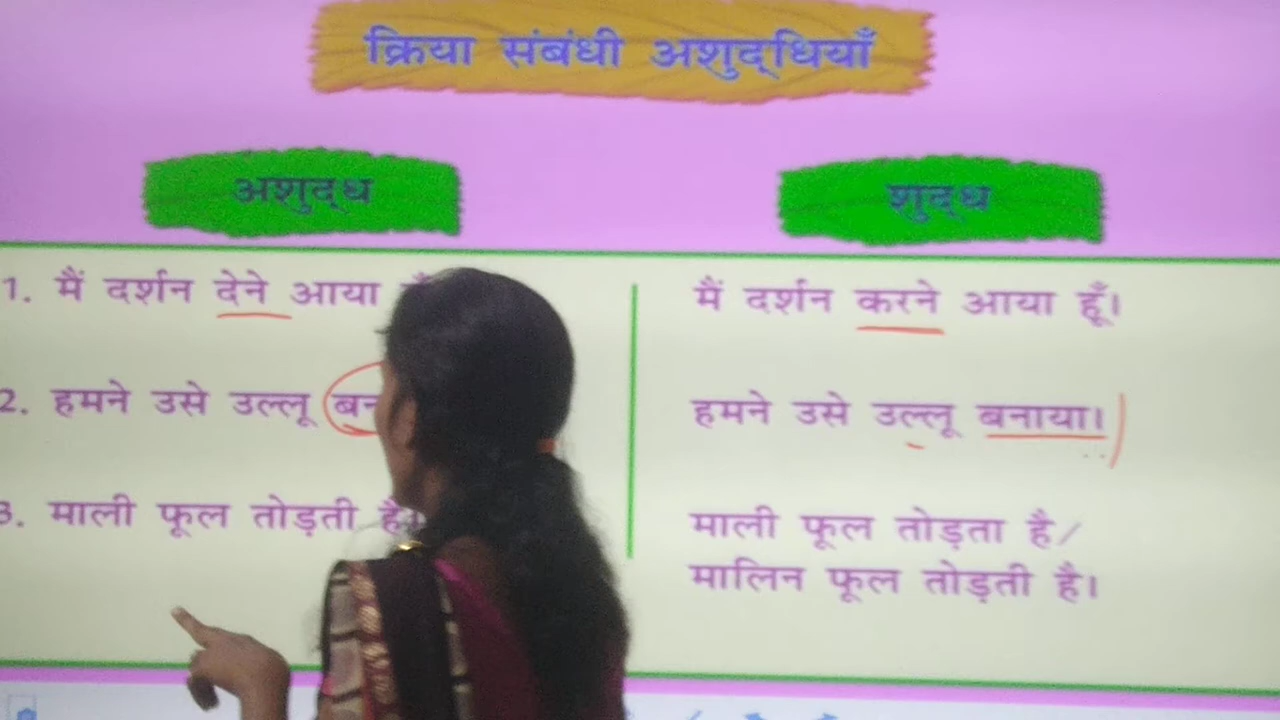 क्रिया संबंधी अशुद्धियाँ
अशुद्ध
शुद्ध
1. मैं दर्शन देने आया
मैं दर्शन करने आया हूँ।
2. हमने उसे उल्लू
हमने उसे उल्लू बनाया।
3. माली फूल तोड़ती है।
माली फूल तोड़ता है/
मालिन फूल तोड़ती है।